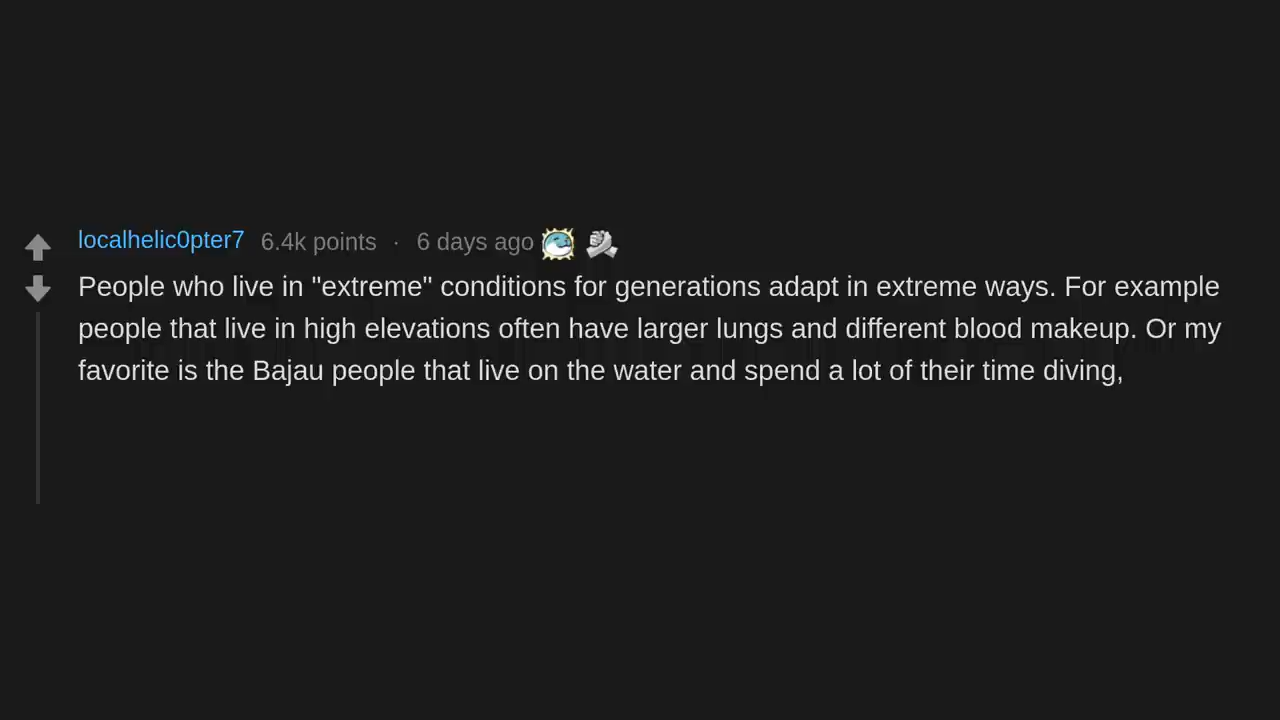 localhelic0pter7 6.4k points · 6 days ago
People who live in "extreme" conditions for generations adapt in extreme ways. For example
people that live in high elevations often have larger lungs and different blood makeup. Or my
favorite is the Bajau people that live on the water and spend a lot of their time diving,